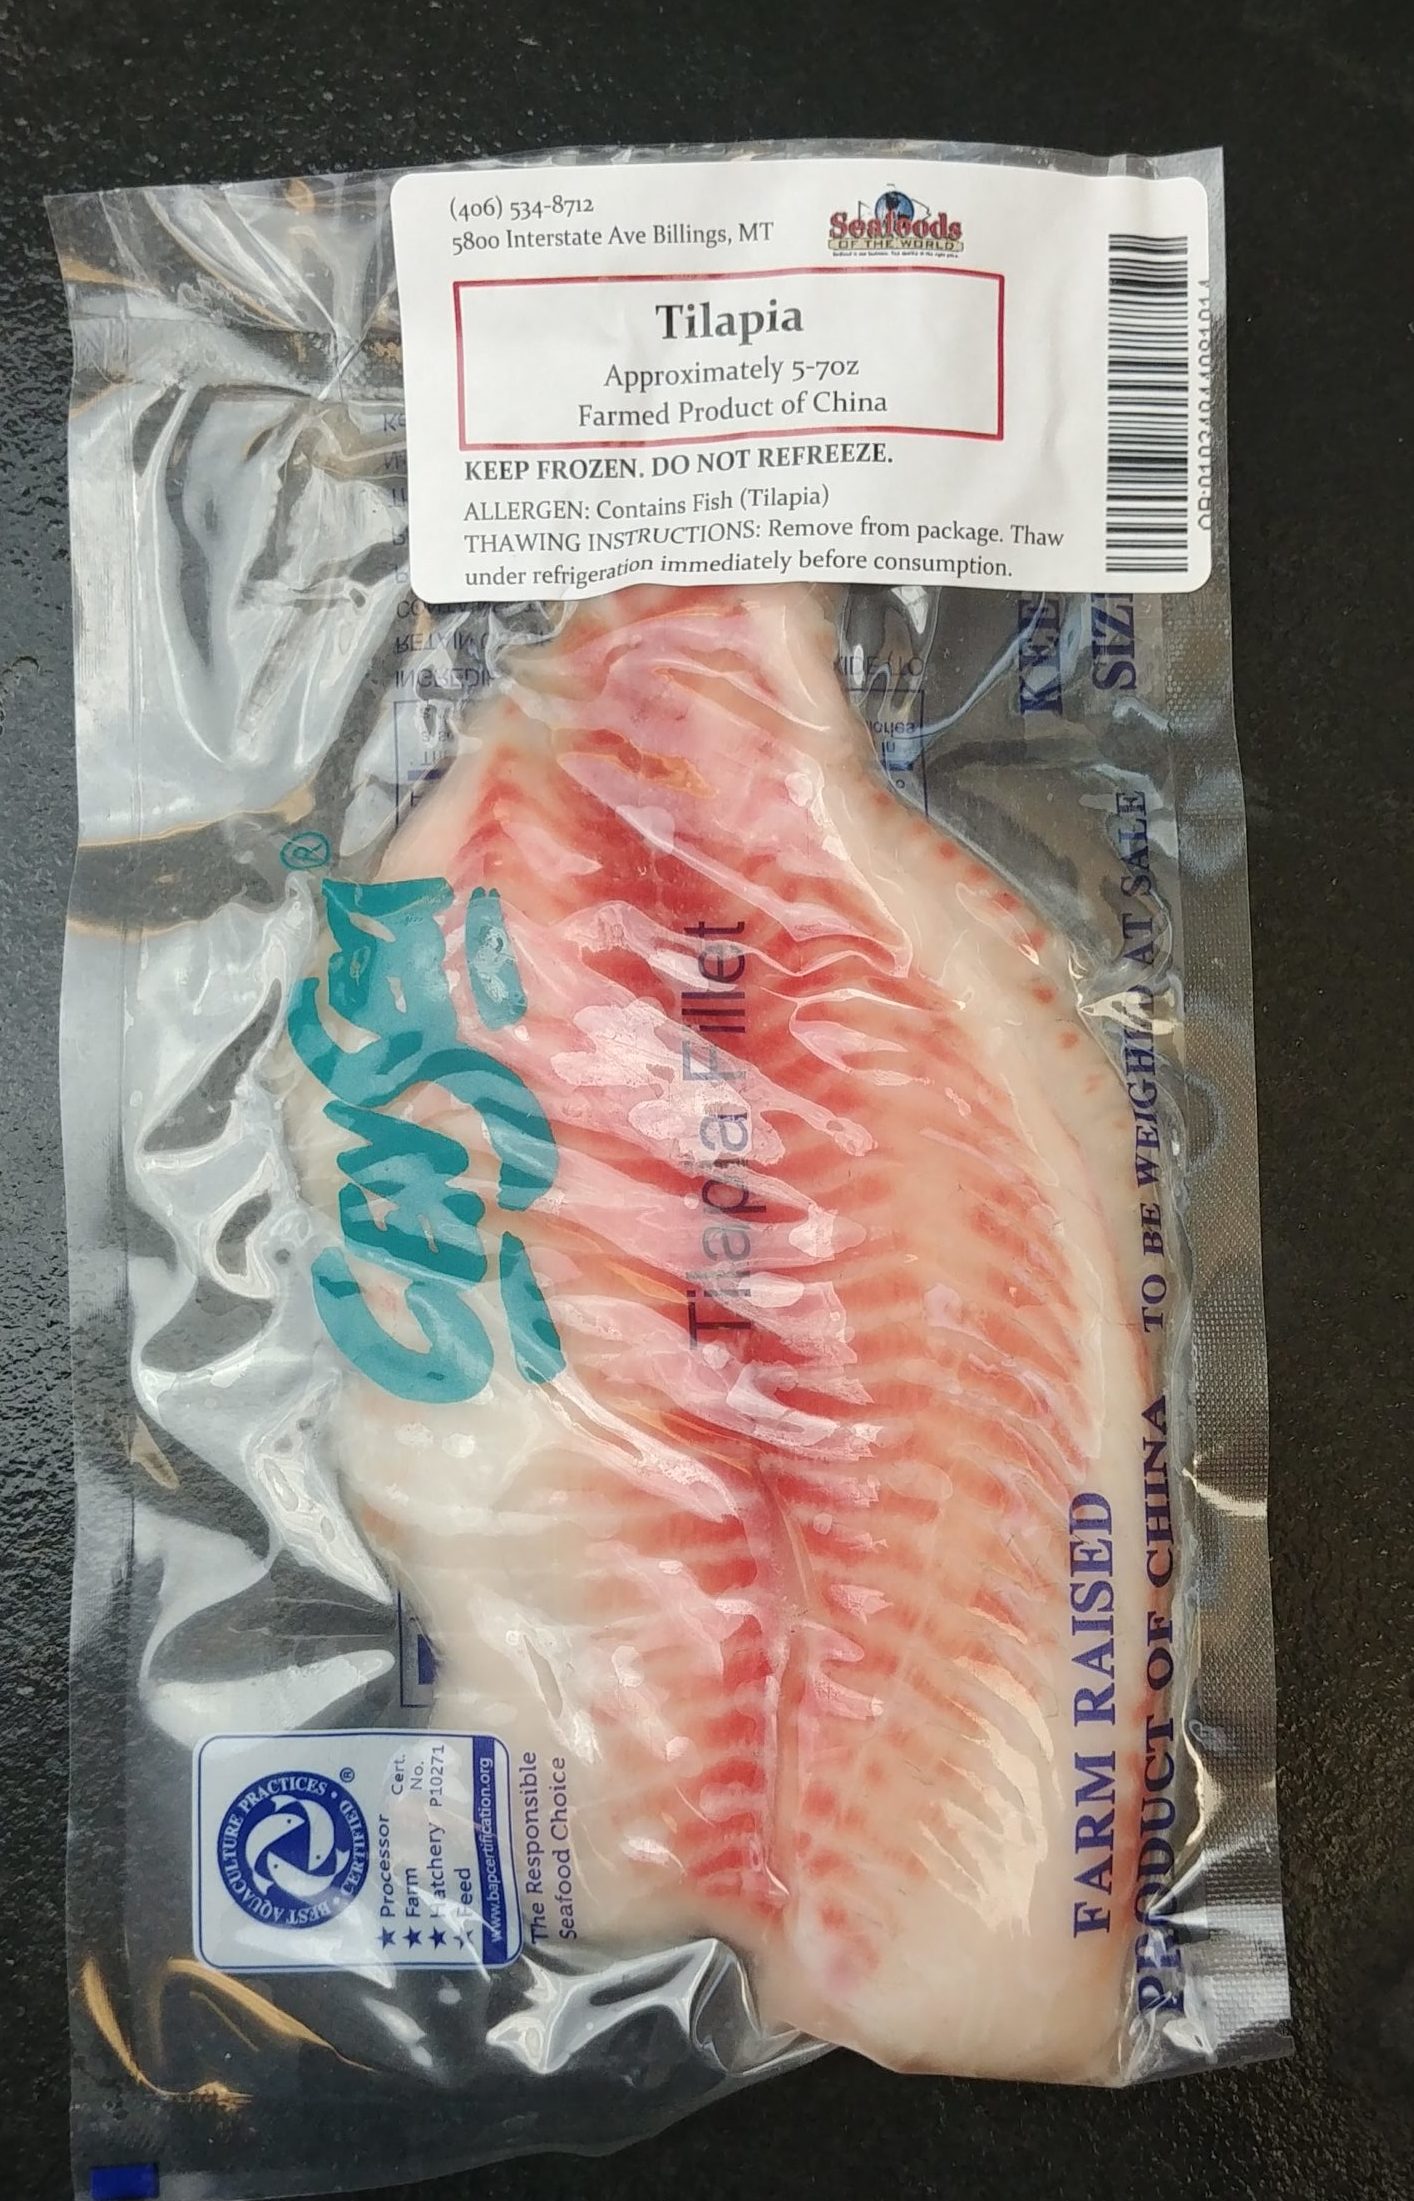 (406) 534-8712
5800 Interstate Ave Billings, MT
Seafoods
OF THE WORLD
Tilapia
Approximately 5-7oz
Farmed Product of China
KEEP FROZEN. DO NOT REFREEZE.
ALLERGEN: Contains Fish (Tilapia)
THAWING INSTRUCTIONS: Remove from package. Thaw
under refrigeration immediately before consumption.
Tilapia Fillet
FARM RAISED
PRODUCT OF CHINA TO BE WEIGHED AT SALE
BEST AQUACULTURE PRACTICES • CERTIFIED •
®
★ Processor Cert.
★ Farm No.
★ Hatchery P10271
★ Feed
www.bapcertification.org
The Responsible
Seafood Choice